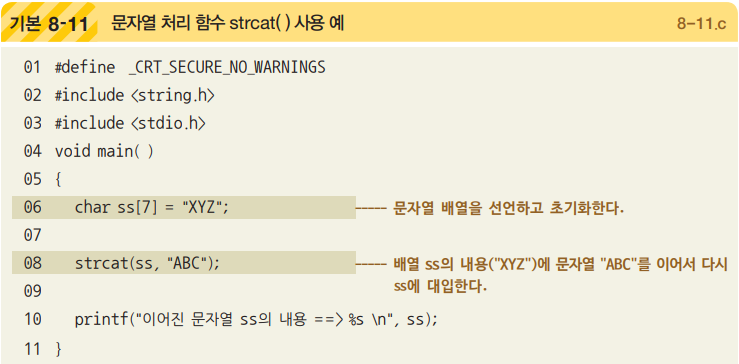 기본 8-11 문자열 처리 함수 strcat( ) 사용 예 8-11.c
01 #define _CRT_SECURE_NO_WARNINGS
02 #include <string.h>
03 #include <stdio.h>
04 void main( )
05 {
06 char ss[7] = "XYZ"; ----- 문자열 배열을 선언하고 초기화한다.
07
08 strcat(ss, "ABC"); ----- 배열 ss의 내용("XYZ")에 문자열 "ABC"를 이어서 다시
ss에 대입한다.
09
10 printf("이어진 문자열 ss의 내용 ==> %s \n", ss);
11 }